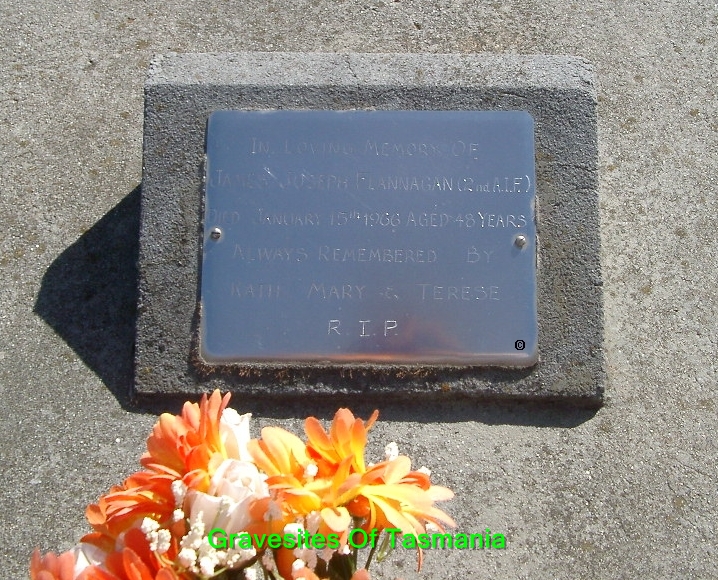 IN LOVING MEMORY OF
JAMES JOSEPH FLANNAGAN (2nd A.I.F.)
DIED JANUARY 15TH 1966 AGED 48 YEARS
ALWAYS REMEMBERED BY
KATH MARY & TERESE
R.I.P.
©
Gravesites Of Tasmania